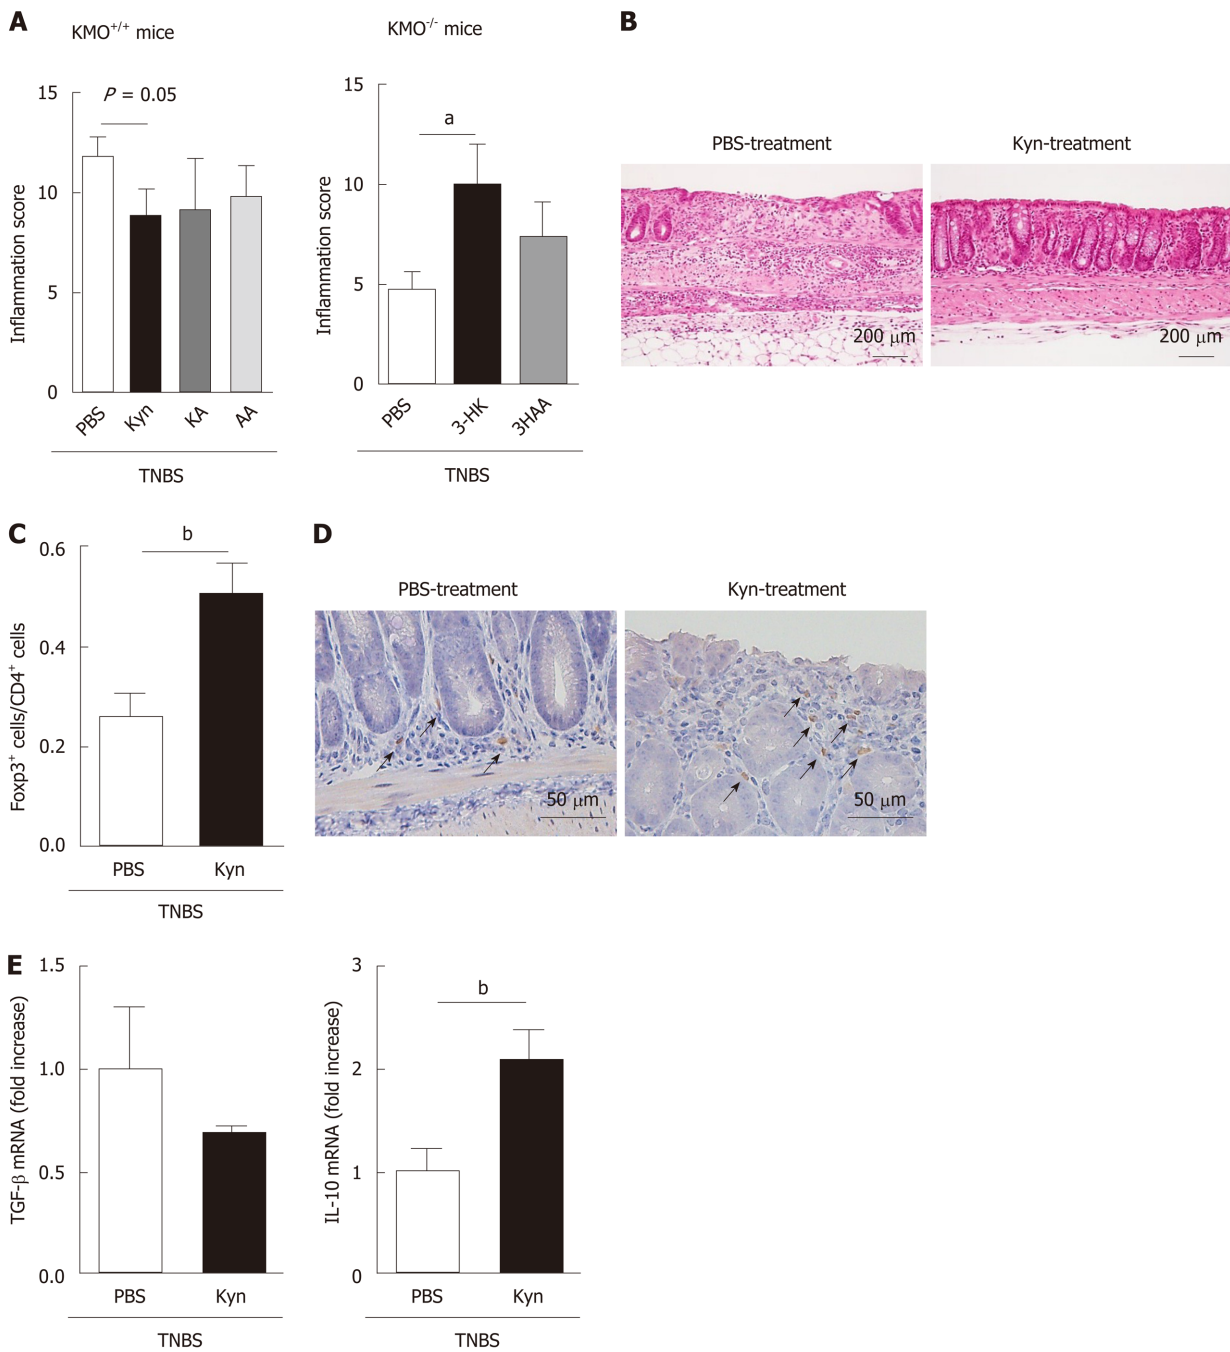 A
KMO+/+ mice
Inflammation score
15
10
5
0
P = 0.05
PBS
Kyn
KA
AA
TNBS
KMO-/- mice
Inflammation score
15
10
5
0
a
PBS
3-HK
3HAA
TNBS
B
PBS-treatment
Kyn-treatment
200 µm
200 µm
C
Foxp3+ cells/CD4+ cells
0.6
0.4
0.2
0.0
b
PBS
Kyn
TNBS
D
PBS-treatment
Kyn-treatment
50 µm
50 µm
E
TGF-β mRNA (fold increase)
1.5
1.0
0.5
0.0
PBS
Kyn
TNBS
IL-10 mRNA (fold increase)
3
2
1
0
b
PBS
Kyn
TNBS